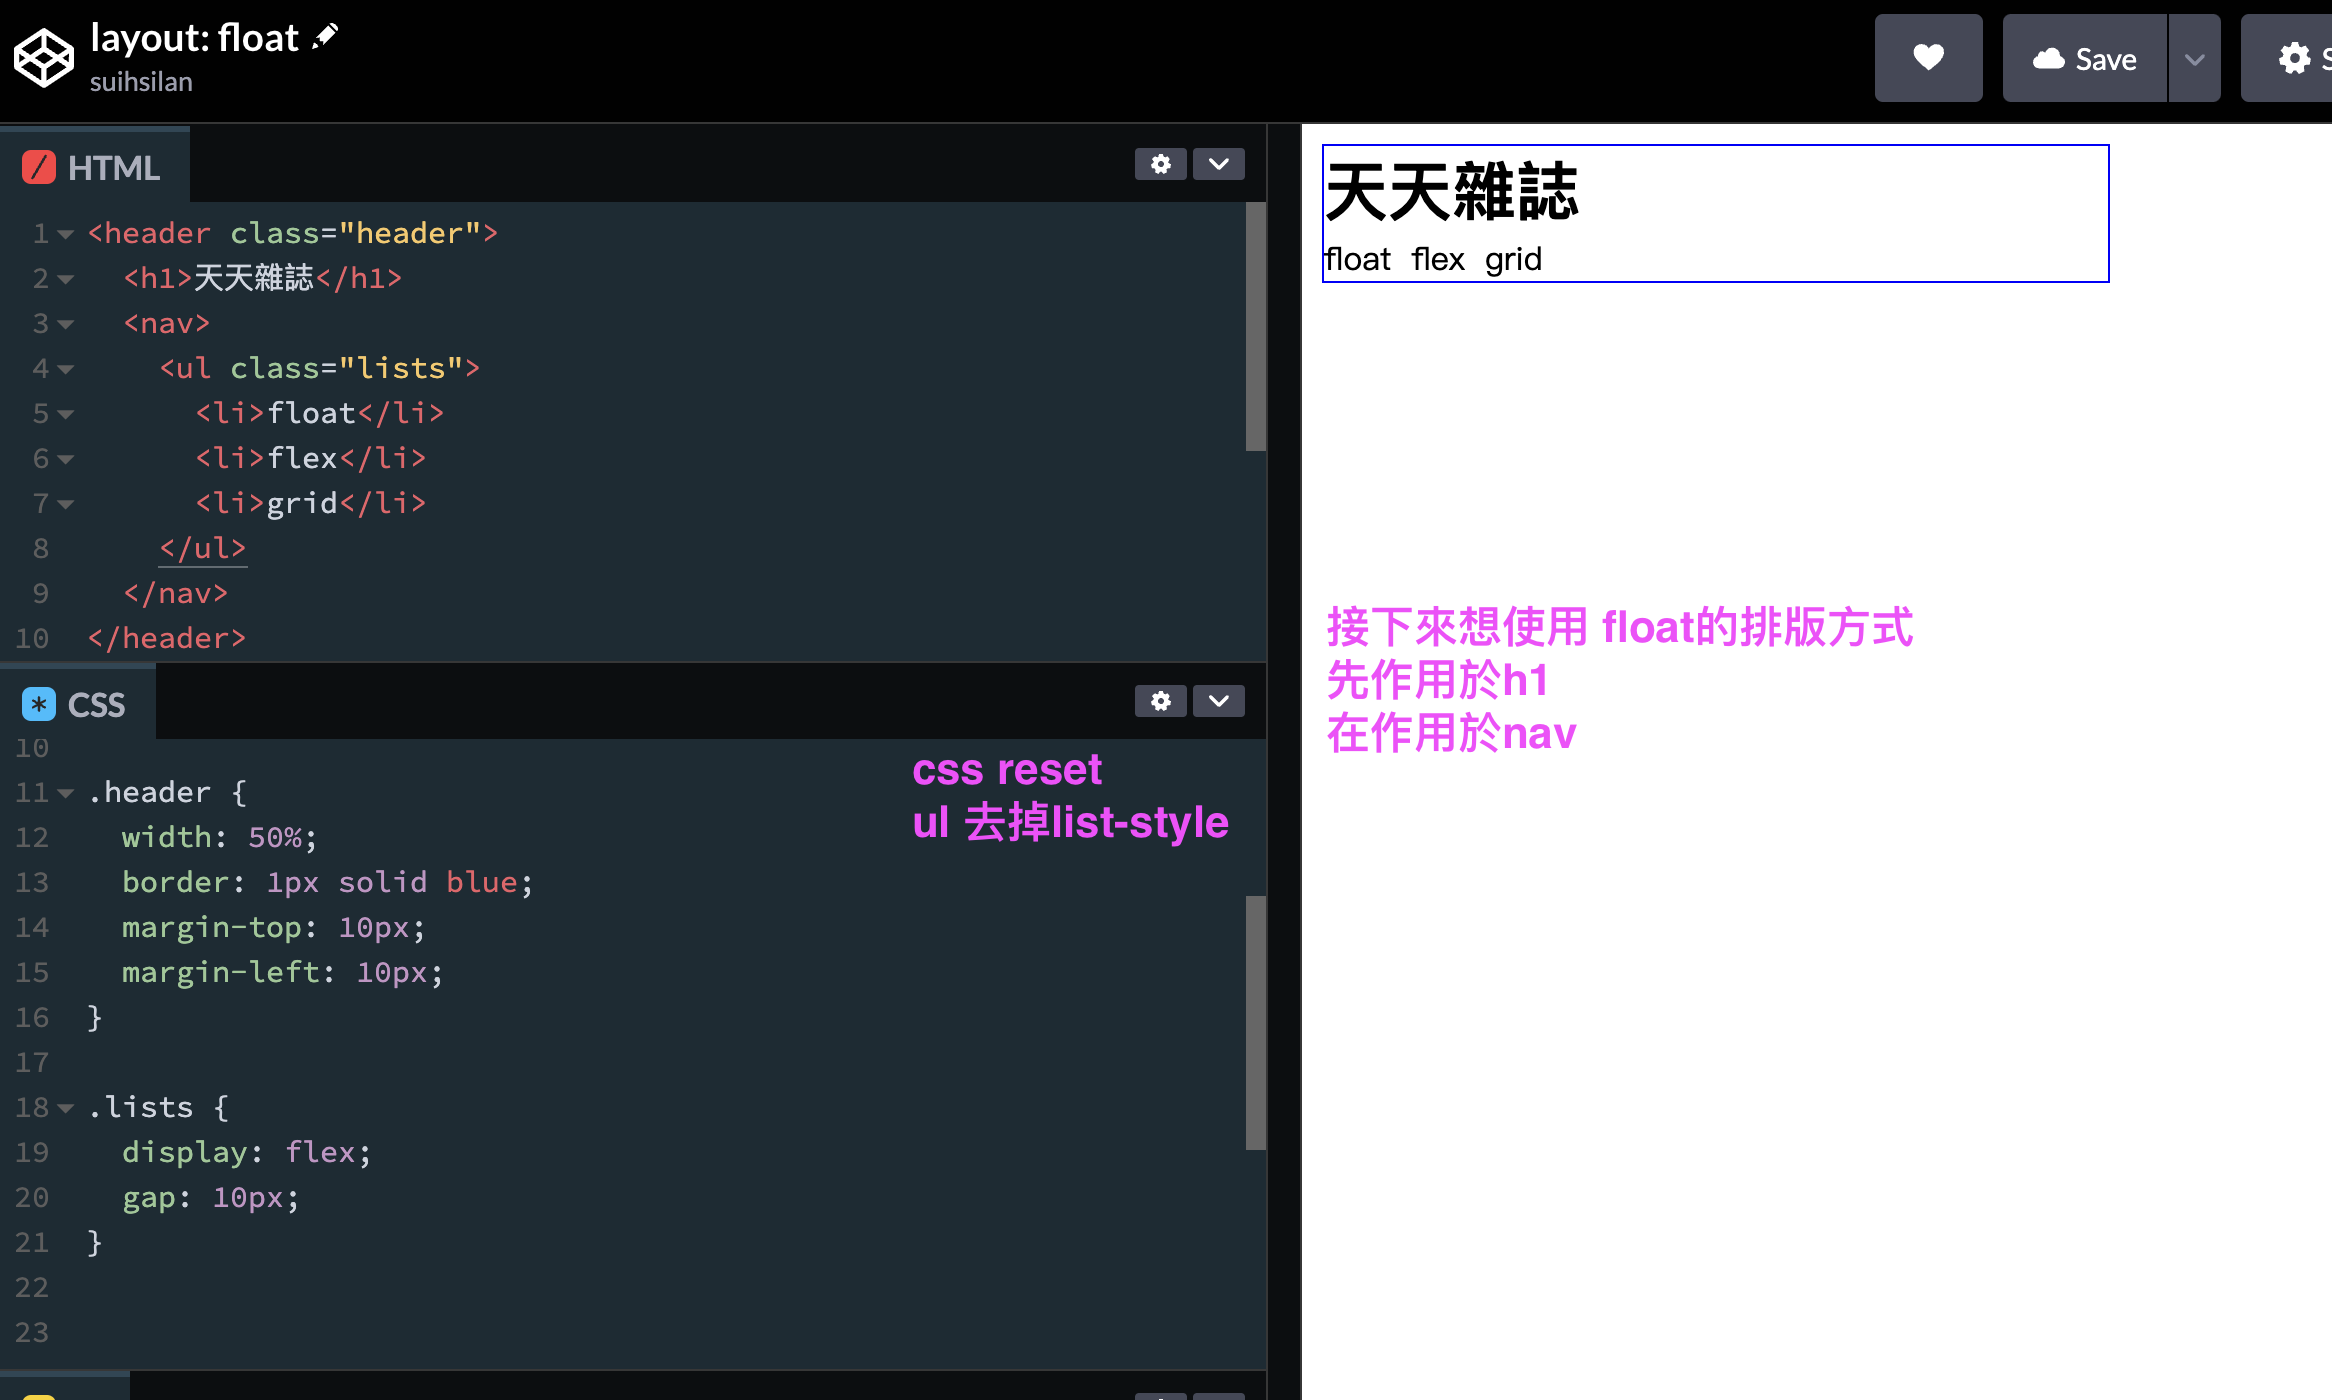 layout: float
suihsilan
Save
HTML
1 <header class="header">
2 <h1>天天雜誌</h1>
3 <nav>
4 <ul class="lists">
5 <li>float</li>
6 <li>flex</li>
7 <li>grid</li>
8 </ul>
9 </nav>
10 </header>
CSS
10
11 .header {
12 width: 50%;
13 border: 1px solid blue;
14 margin-top: 10px;
15 margin-left: 10px;
16 }
17
18 .lists {
19 display: flex;
20 gap: 10px;
21 }
22
23
css reset
ul 去掉list-style
天天雜誌
float flex grid
接下來想使用 float的排版方式
先作用於h1
在作用於nav